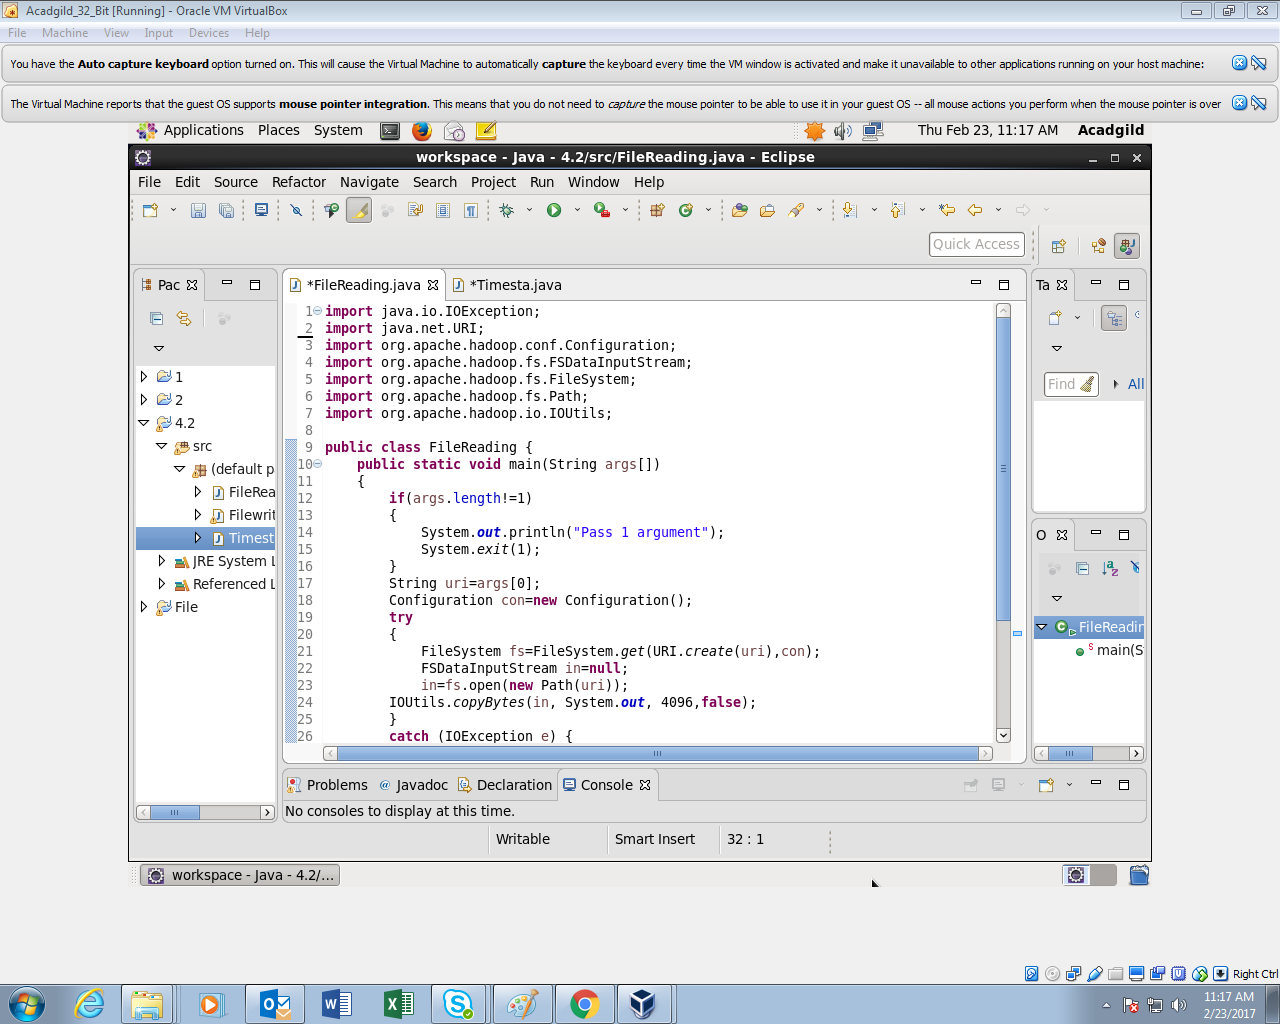 Acadgild_32_Bit [Running] - Oracle VM VirtualBox
File Machine View Input Devices Help
You have the Auto capture keyboard option turned on. This will cause the Virtual Machine to automatically capture the keyboard every time the VM window is activated and make it unavailable to other applications running on your host machine:
The Virtual Machine reports that the guest OS supports mouse pointer integration. This means that you do not need to capture the mouse pointer to be able to use it in your guest OS -- all mouse actions you perform when the mouse pointer is over
Applications Places System Thu Feb 23, 11:17 AM Acadgild
workspace - Java - 4.2/src/FileReading.java - Eclipse
File Edit Source Refactor Navigate Search Project Run Window Help
Quick Access
Pac
*FileReading.java
*Timesta.java
Ta
1
2
4.2
src
(default p
FileRea
Filewrit
Timest
JRE System L
Referenced L
File
1 import java.io.IOException;
2 import java.net.URI;
3 import org.apache.hadoop.conf.Configuration;
4 import org.apache.hadoop.fs.FSDataInputStream;
5 import org.apache.hadoop.fs.FileSystem;
6 import org.apache.hadoop.fs.Path;
7 import org.apache.hadoop.io.IOUtils;
8
9 public class FileReading {
10 public static void main(String args[])
11 {
12 if(args.length!=1)
13 {
14 System.out.println("Pass 1 argument");
15 System.exit(1);
16 }
17 String uri=args[0];
18 Configuration con=new Configuration();
19 try
20 {
21 FileSystem fs=FileSystem.get(URI.create(uri),con);
22 FSDataInputStream in=null;
23 in=fs.open(new Path(uri));
24 IOUtils.copyBytes(in, System.out, 4096,false);
25 }
26 catch (IOException e) {
Find All
O
FileReadin
main(S
Problems @ Javadoc Declaration Console
No consoles to display at this time.
Writable Smart Insert 32 : 1
workspace - Java - 4.2/...
Right Ctrl
11:17 AM
2/23/2017